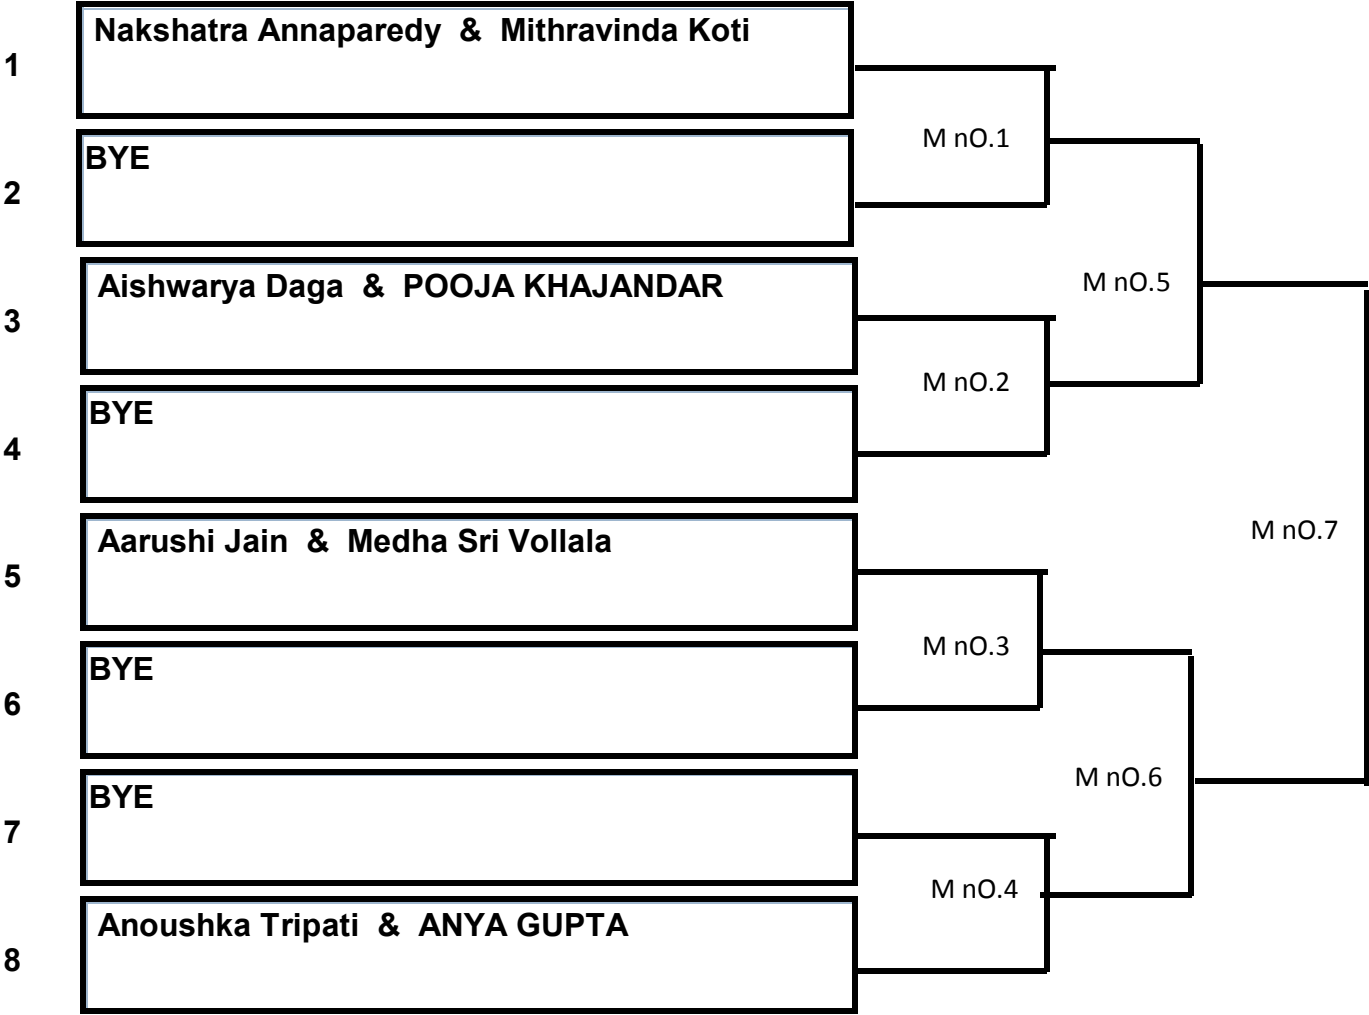 Nakshatra Annaparedy & Mithravinda Koti
1
M nO.1
BYE
2
Aishwarya Daga & POOJA KHAJANDAR
M nO.5
3
M nO.2
BYE
4
Aarushi Jain & Medha Sri Vollala
M nO.7
5
M nO.3
BYE
6
M nO.6
BYE
7
M nO.4
Anoushka Tripati & ANYA GUPTA
8